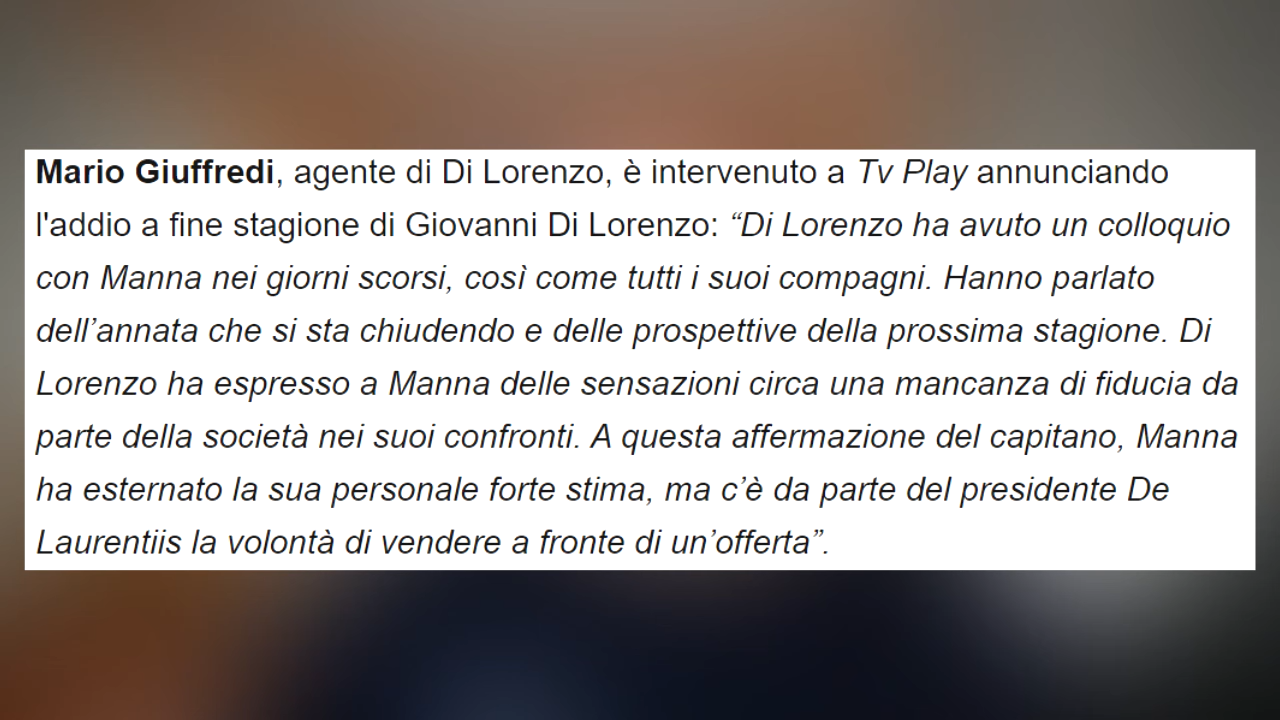 Mario Giuffredi, agente di Di Lorenzo, è intervenuto a Tv Play annunciando
l'addio a fine stagione di Giovanni Di Lorenzo: “Di Lorenzo ha avuto un colloquio
con Manna nei giorni scorsi, così come tutti i suoi compagni. Hanno parlato
dell’annata che si sta chiudendo e delle prospettive della prossima stagione. Di
Lorenzo ha espresso a Manna delle sensazioni circa una mancanza di fiducia da
parte della società nei suoi confronti. A questa affermazione del capitano, Manna
ha esternato la sua personale forte stima, ma c’è da parte del presidente De
Laurentiis la volontà di vendere a fronte di un’offerta”.